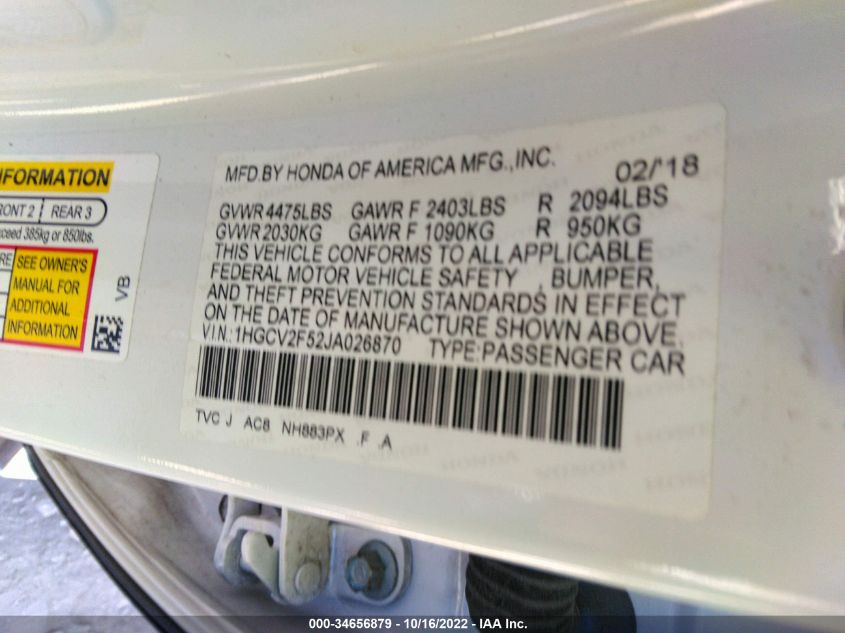 NFORMATION
RONT 2 REAR 3
xceed 385kg or 850lbs.
RE
SEE OWNER'S
MANUAL FOR
ADDITIONAL
INFORMATION
VB
MFD BY HONDA OF AMERICA MFG., INC. 02/'18
GVWR 4475LBS GAWR F 2403LBS R 2094LBS
GVWR 2030KG GAWR F 1090KG R 950KG
THIS VEHICLE CONFORMS TO ALL APPLICABLE
FEDERAL MOTOR VEHICLE SAFETY , BUMPER,
AND THEFT PREVENTION STANDARDS IN EFFECT
ON THE DATE OF MANUFACTURE SHOWN ABOVE.
V.I.N.: 1HGCV2F52JA026870 TYPE:PASSENGER CAR
TVC J AC8 NH883PX .F .A
000-34656879 - 10/16/2022 - IAA Inc.